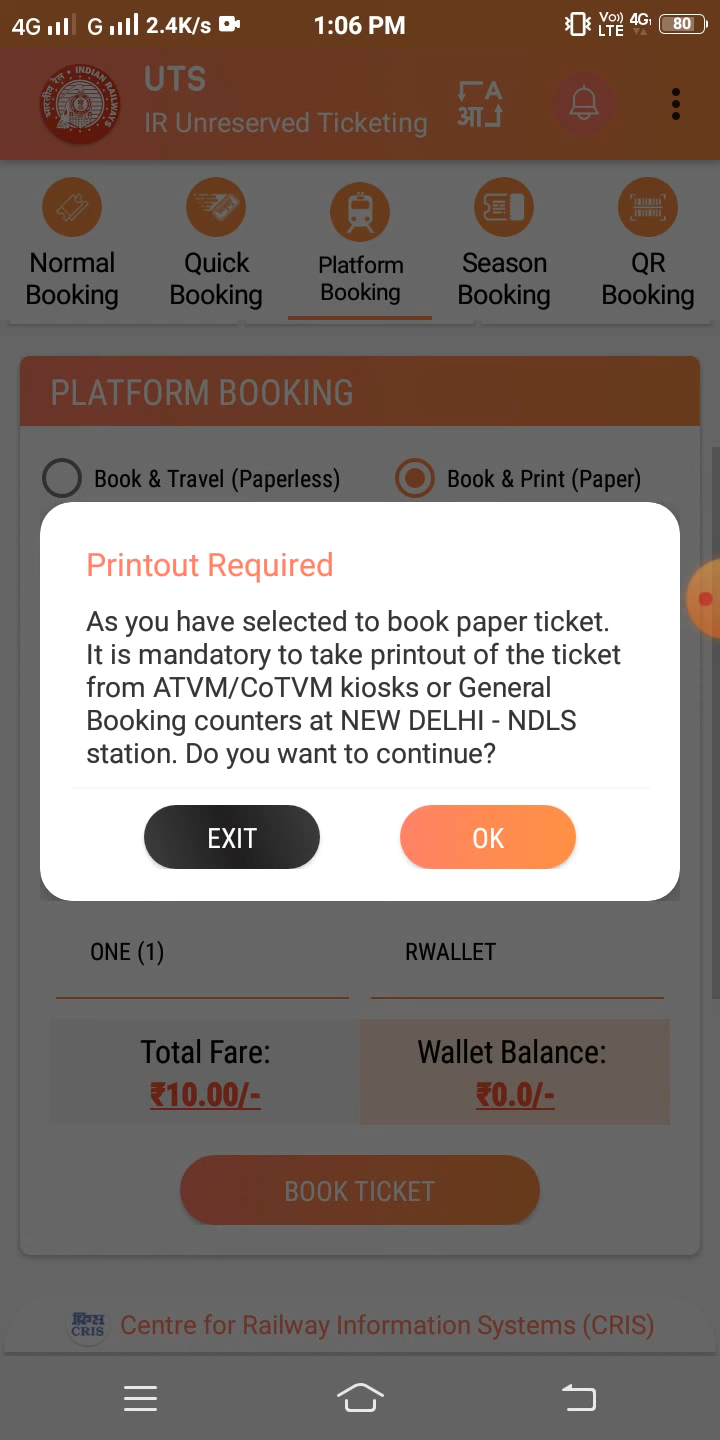 4G G 2.4K/s 1:06 PM Vo)) LTE 4G 80
UTS
IR Unreserved Ticketing
A
आ
INDIAN RAILWAYS
भारतीय रेल
Normal Booking
Quick Booking
Platform Booking
Season Booking
QR Booking
PLATFORM BOOKING
Book & Travel (Paperless) Book & Print (Paper)
Printout Required
As you have selected to book paper ticket.
It is mandatory to take printout of the ticket
from ATVM/CoTVM kiosks or General
Booking counters at NEW DELHI - NDLS
station. Do you want to continue?
EXIT OK
ONE (1) RWALLET
Total Fare: Wallet Balance:
₹10.00/- ₹0.0/-
BOOK TICKET
क्रिस
CRIS
Centre for Railway Information Systems (CRIS)